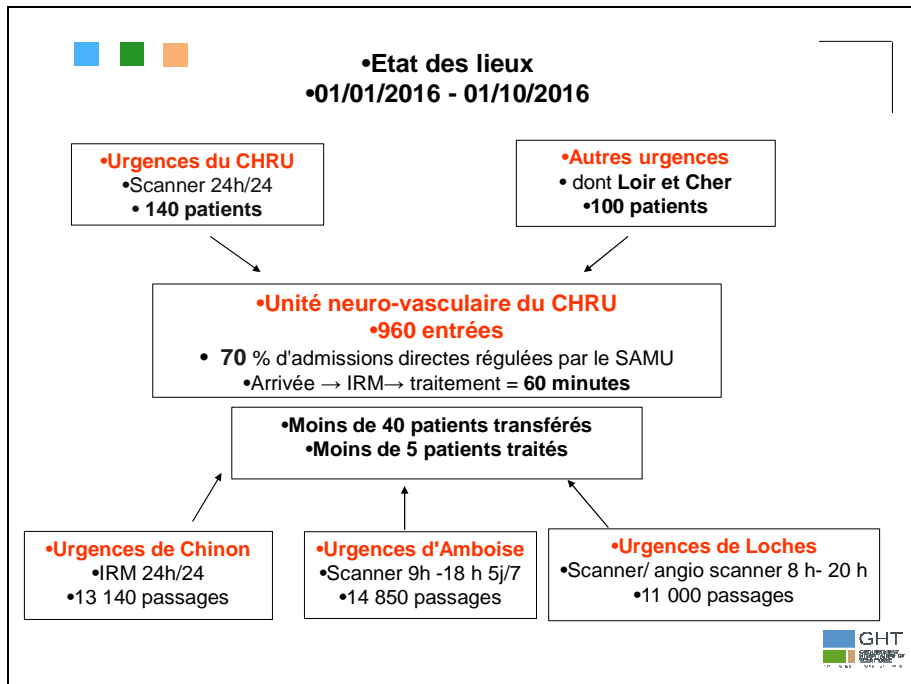 •Etat des lieux
•01/01/2016 - 01/10/2016
•Urgences du CHRU
•Scanner 24h/24
• 140 patients
•Autres urgences
• dont Loir et Cher
•100 patients
•Unité neuro-vasculaire du CHRU
•960 entrées
• 70 % d'admissions directes régulées par le SAMU
•Arrivée → IRM→ traitement = 60 minutes
•Moins de 40 patients transférés
•Moins de 5 patients traités
•Urgences de Chinon
•IRM 24h/24
•13 140 passages
•Urgences d'Amboise
•Scanner 9h -18 h 5j/7
•14 850 passages
•Urgences de Loches
•Scanner/ angio scanner 8 h- 20 h
•11 000 passages
GHT